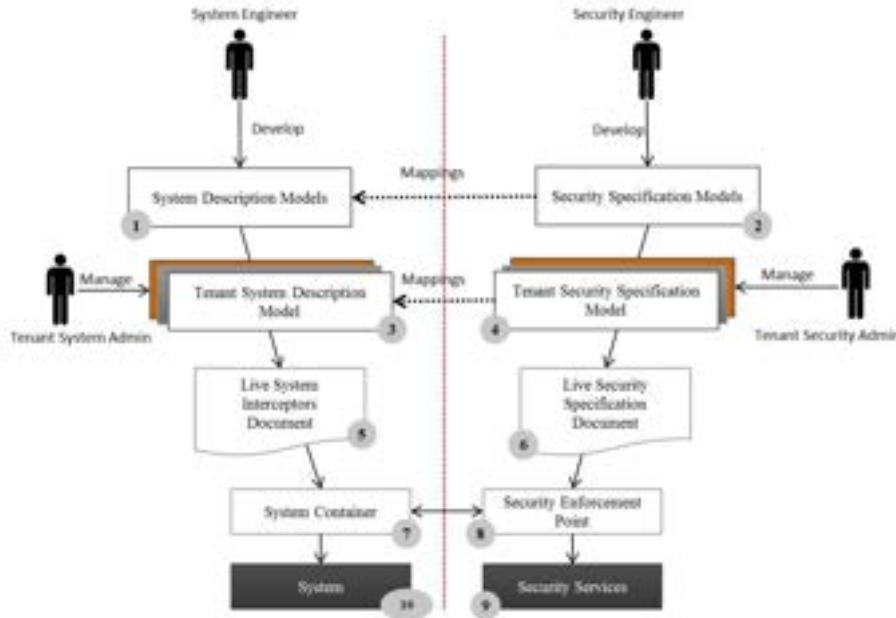 System Engineer
Security Engineer
Develop
Develop
Mappings
System Description Models
1
Security Specification Models
2
Manage
Mappings
Manage
Tenant System Description
Model
3
Tenant Security Specification
Model
4
Tenant System Admin
Tenant Security Admin
Live System
Interceptors
Document
5
Live Security
Specification
Document
6
System Container
7
Security Enforcement
Point
8
System
10
Security Services
9